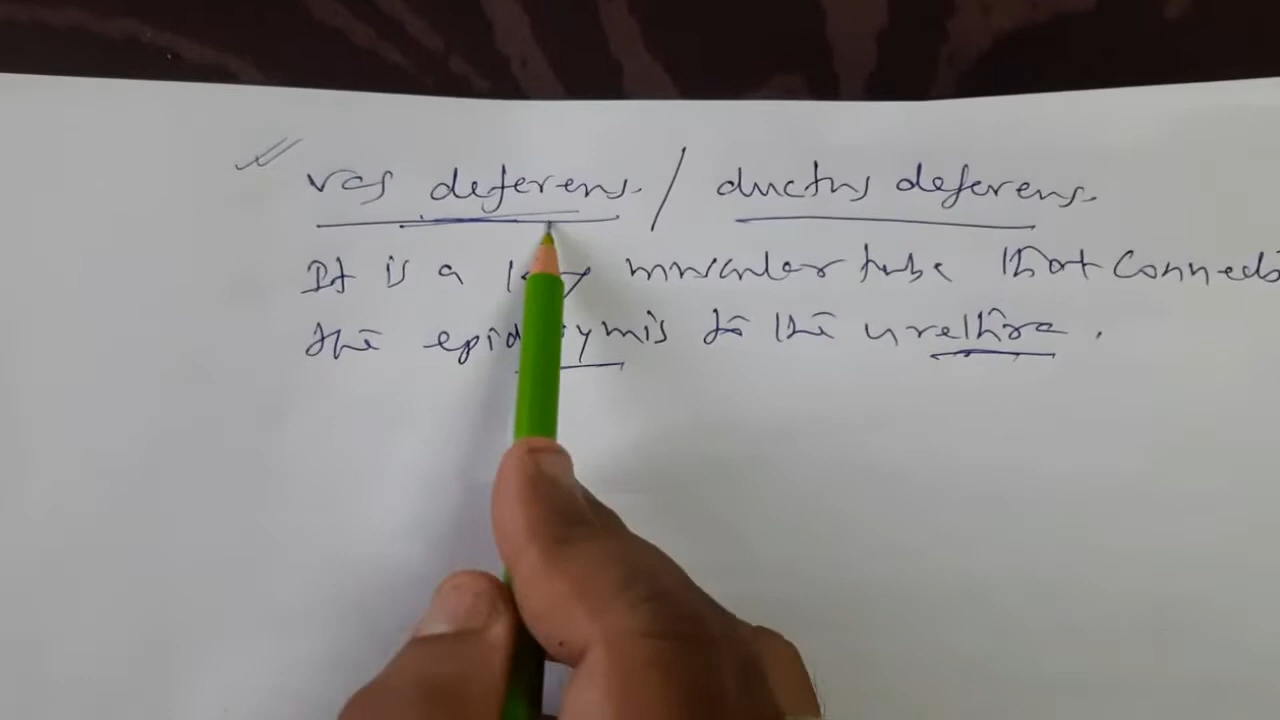 vas deferens. / ductus deferens.
It is a muscular tube that connects
the epididymis to the urethra.